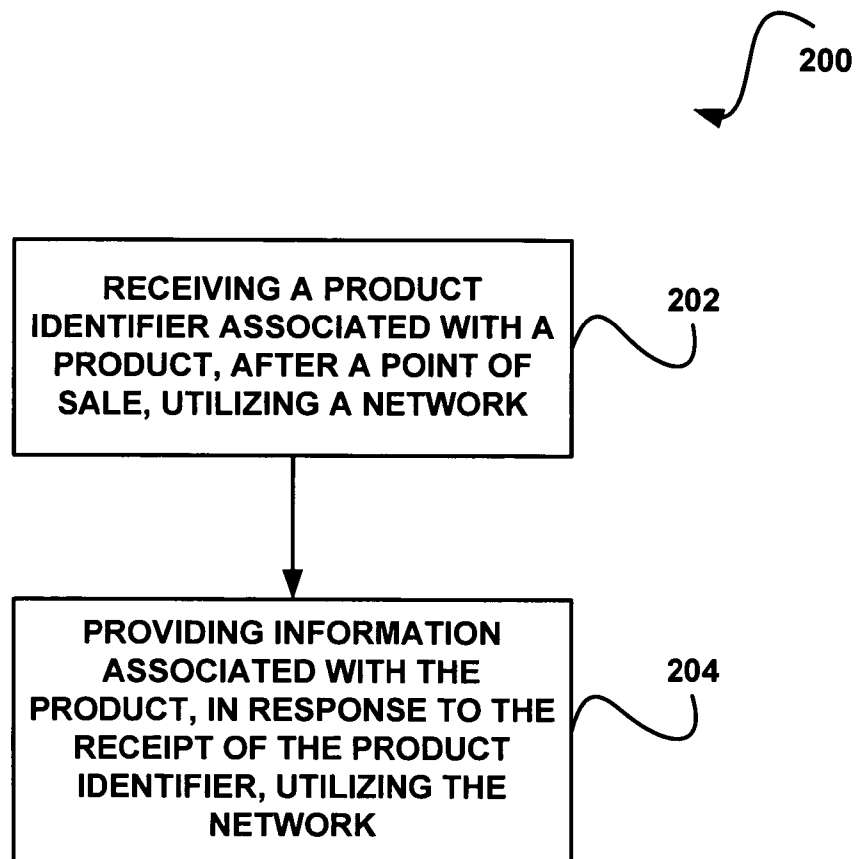 200
RECEIVING A PRODUCT
IDENTIFIER ASSOCIATED WITH A
PRODUCT, AFTER A POINT OF
SALE, UTILIZING A NETWORK
202
PROVIDING INFORMATION
ASSOCIATED WITH THE
PRODUCT, IN RESPONSE TO THE
RECEIPT OF THE PRODUCT
IDENTIFIER, UTILIZING THE
NETWORK
204